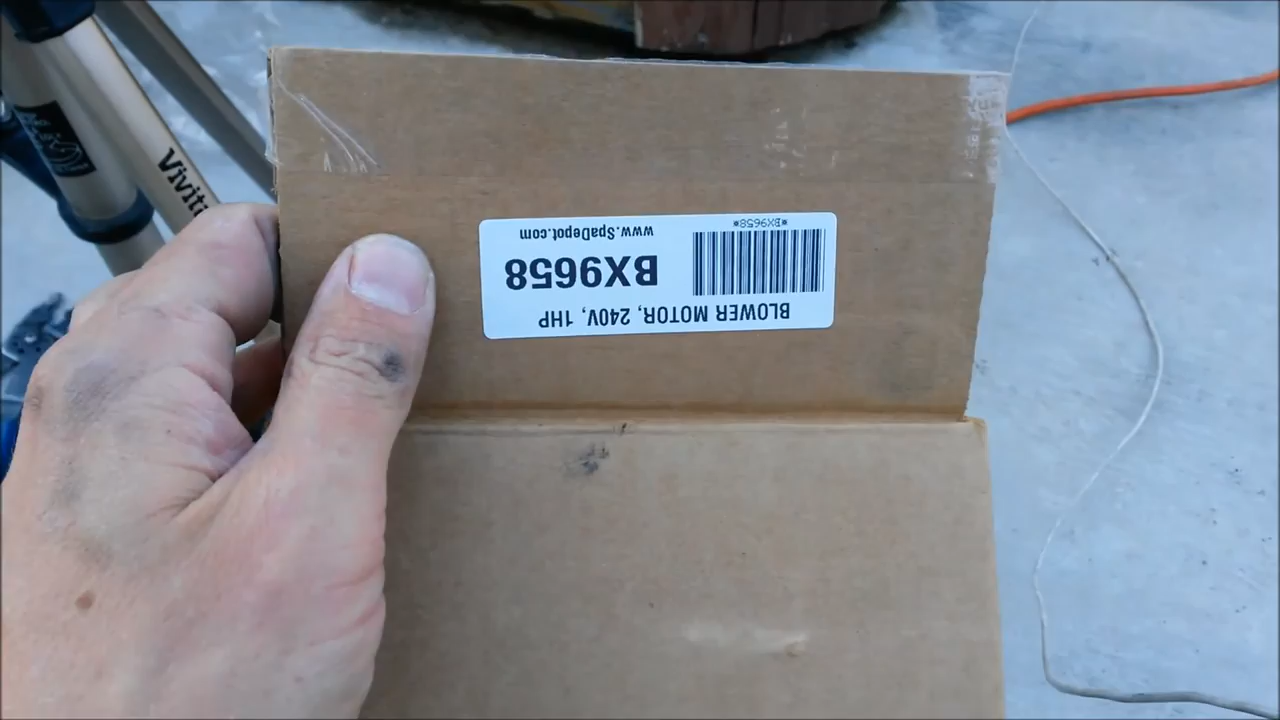 BLOWER MOTOR, 240V, 1HP
BX9658
www.SpaDepot.com
*BX9658*
Vivit